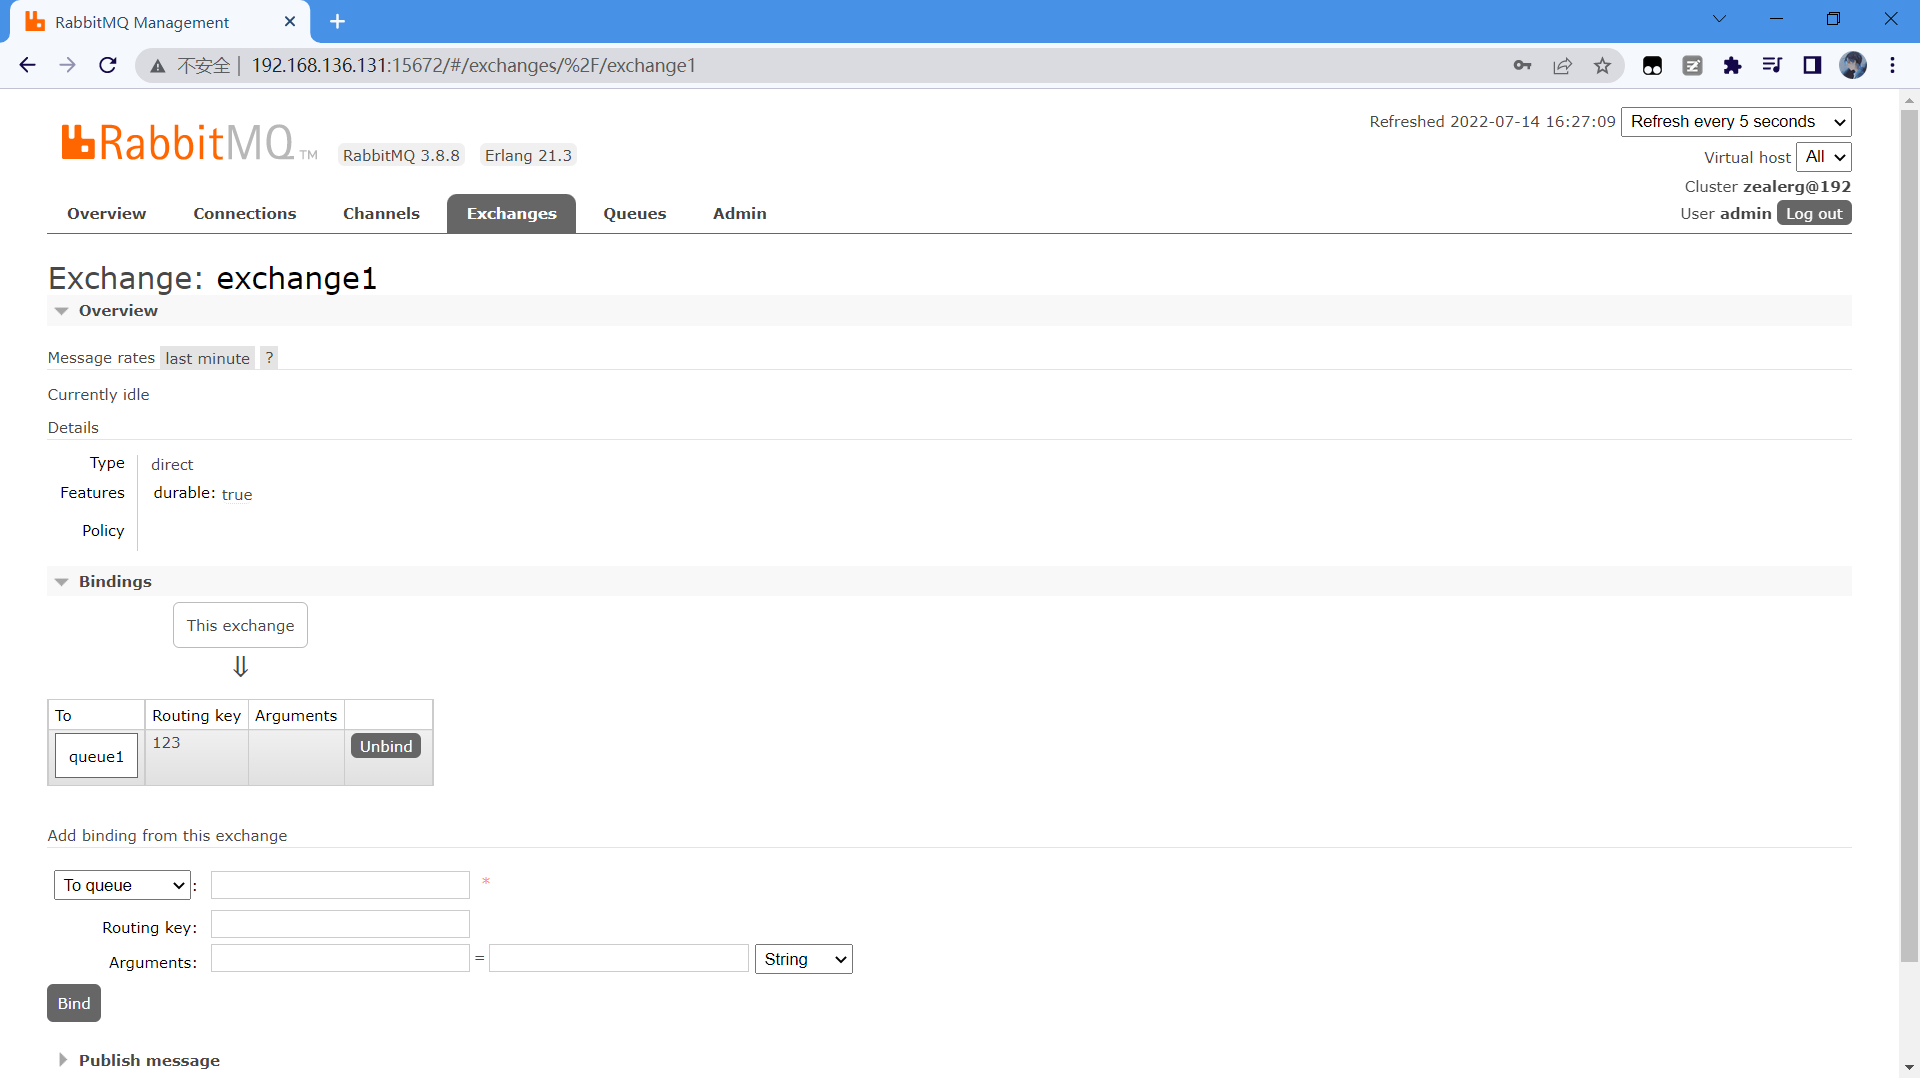 RabbitMQ Management
不安全 | 192.168.136.131:15672/#/exchanges/%2F/exchange1
RabbitMQ TM RabbitMQ 3.8.8 Erlang 21.3
Refreshed 2022-07-14 16:27:09 Refresh every 5 seconds
Virtual host All
Cluster zealerg@192
User admin Log out
Overview Connections Channels Exchanges Queues Admin
Exchange: exchange1
Overview
Message rates last minute ?
Currently idle
Details
Type direct
Features durable: true
Policy
Bindings
This exchange
⇓
To Routing key Arguments
queue1 123 Unbind
Add binding from this exchange
To queue : *
Routing key:
Arguments: = String
Bind
Publish message